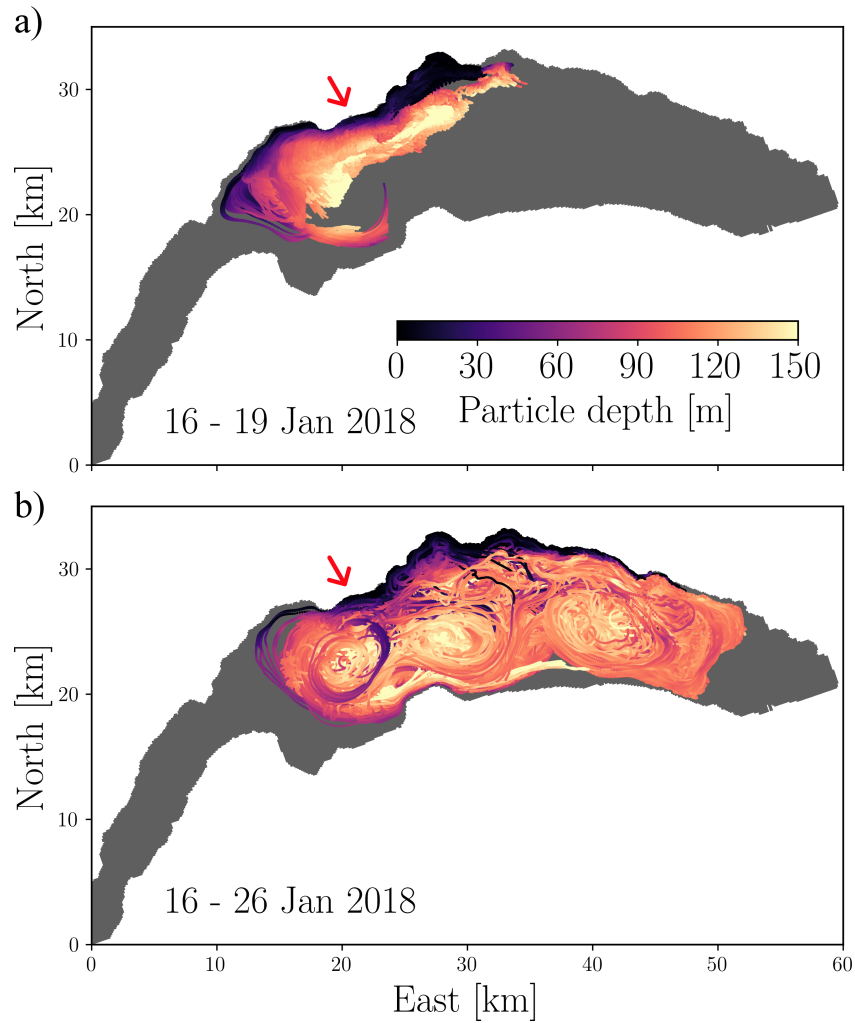 a)
30
20
10
0
North [km]
0 30 60 90 120 150
Particle depth [m]
16 - 19 Jan 2018
b)
30
20
10
0
North [km]
16 - 26 Jan 2018
0 10 20 30 40 50 60
East [km]